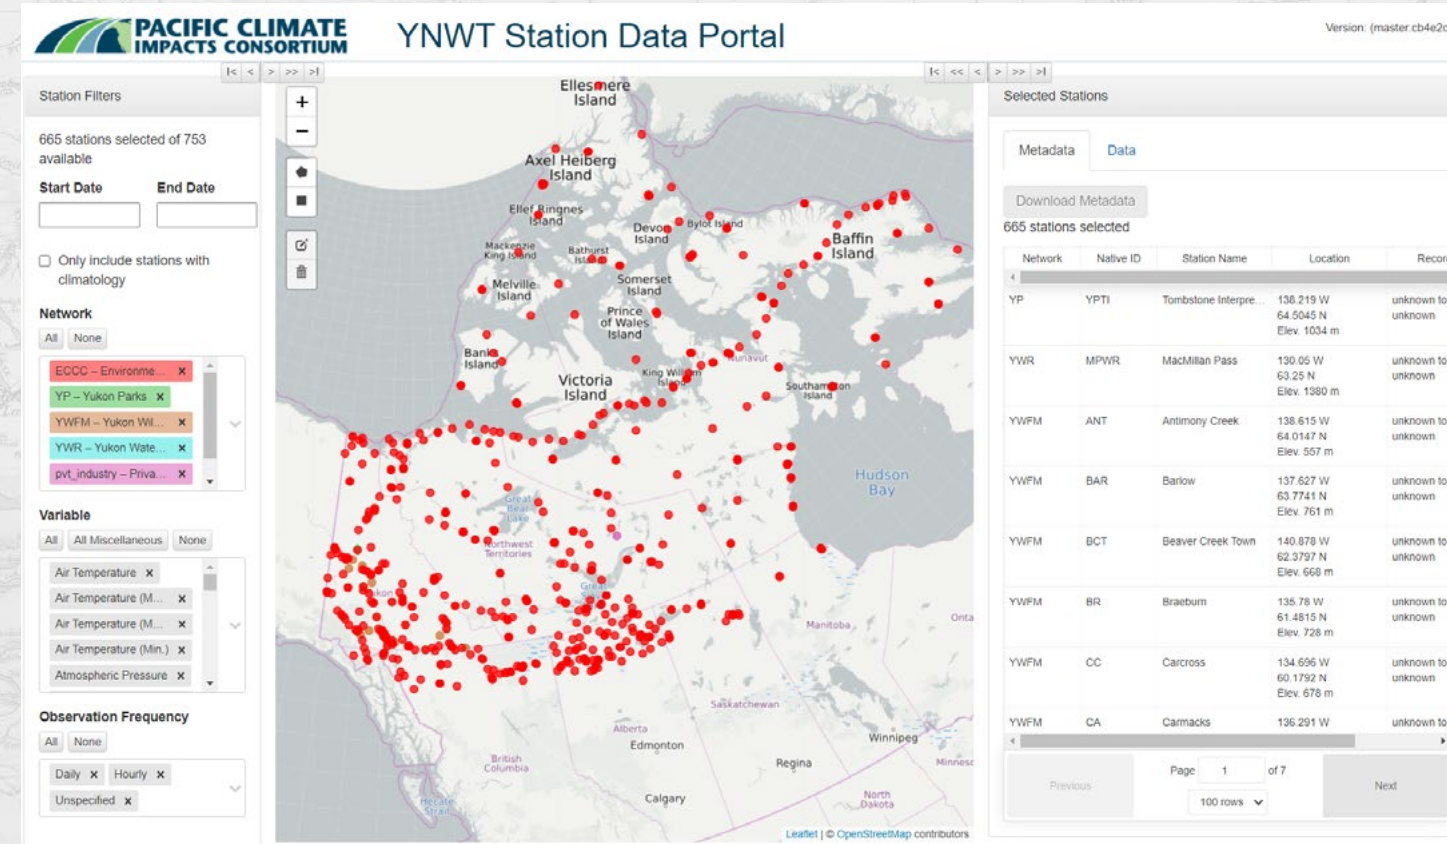 PACIFIC CLIMATE
IMPACTS CONSORTIUM
YNWT Station Data Portal
Version: (master:cb4e2c
|< < > >> >|
|< << < > >> >|
Station Filters
665 stations selected of 753
available
Start Date End Date
Only include stations with
climatology
Network
All None
ECCC – Environme... x
YP – Yukon Parks x
YWFM – Yukon Wil... x
YWR – Yukon Wate... x
pvt_industry – Priva... x
Variable
All All Miscellaneous None
Air Temperature x
Air Temperature (M... x
Air Temperature (M... x
Air Temperature (Min.) x
Atmospheric Pressure x
Observation Frequency
All None
Daily x Hourly x
Unspecified x
+
−
Ellesmere
Island
Axel Heiberg
Island
Ellef Ringnes
Island
Devon
Island
Bylot Island
Baffin
Island
Mackenzie
King Island
Bathurst
Island
Melville
Island
Somerset
Island
Prince
of Wales
Island
Banks
Island
Victoria
Island
King William
Island
Nunavut
Southampton
Island
Hudson
Bay
Great
Bear
Lake
Northwest
Territories
Yukon
Great
Manitoba
Onta
Saskatchewan
Alberta
Edmonton
Winnipeg
British
Columbia
Regina
Minnesc
Hecate
Strait
Calgary
North
Dakota
Leaflet | © OpenStreetMap contributors
Selected Stations
Metadata Data
Download Metadata
665 stations selected
Network Native ID Station Name Location Recor
YP YPTI Tombstone Interpre... 138.219 W unknown to
64.5045 N unknown
Elev. 1034 m
YWR MPWR MacMillan Pass 130.05 W unknown to
63.25 N unknown
Elev. 1380 m
YWFM ANT Antimony Creek 138.615 W unknown to
64.0147 N unknown
Elev. 557 m
YWFM BAR Barlow 137.627 W unknown to
63.7741 N unknown
Elev. 761 m
YWFM BCT Beaver Creek Town 140.878 W unknown to
62.3797 N unknown
Elev. 668 m
YWFM BR Braeburn 135.78 W unknown to
61.4815 N unknown
Elev. 728 m
YWFM CC Carcross 134.696 W unknown to
60.1792 N unknown
Elev. 678 m
YWFM CA Carmacks 136.291 W unknown to
Previous Page 1 of 7 Next
100 rows